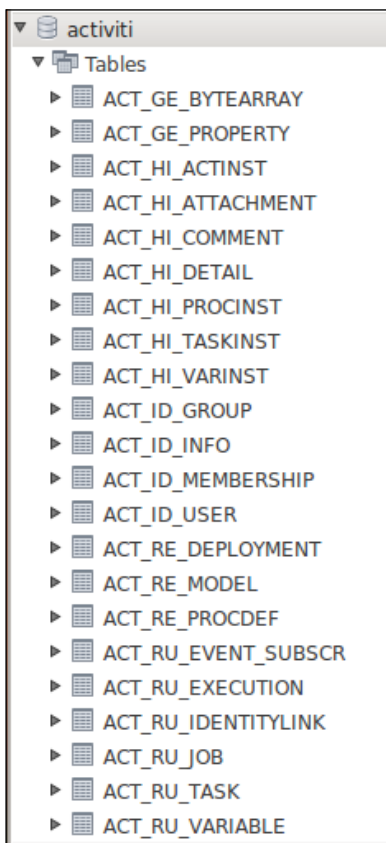 activiti
Tables
ACT_GE_BYTEARRAY
ACT_GE_PROPERTY
ACT_HI_ACTINST
ACT_HI_ATTACHMENT
ACT_HI_COMMENT
ACT_HI_DETAIL
ACT_HI_PROCINST
ACT_HI_TASKINST
ACT_HI_VARINST
ACT_ID_GROUP
ACT_ID_INFO
ACT_ID_MEMBERSHIP
ACT_ID_USER
ACT_RE_DEPLOYMENT
ACT_RE_MODEL
ACT_RE_PROCDEF
ACT_RU_EVENT_SUBSCR
ACT_RU_EXECUTION
ACT_RU_IDENTITYLINK
ACT_RU_JOB
ACT_RU_TASK
ACT_RU_VARIABLE